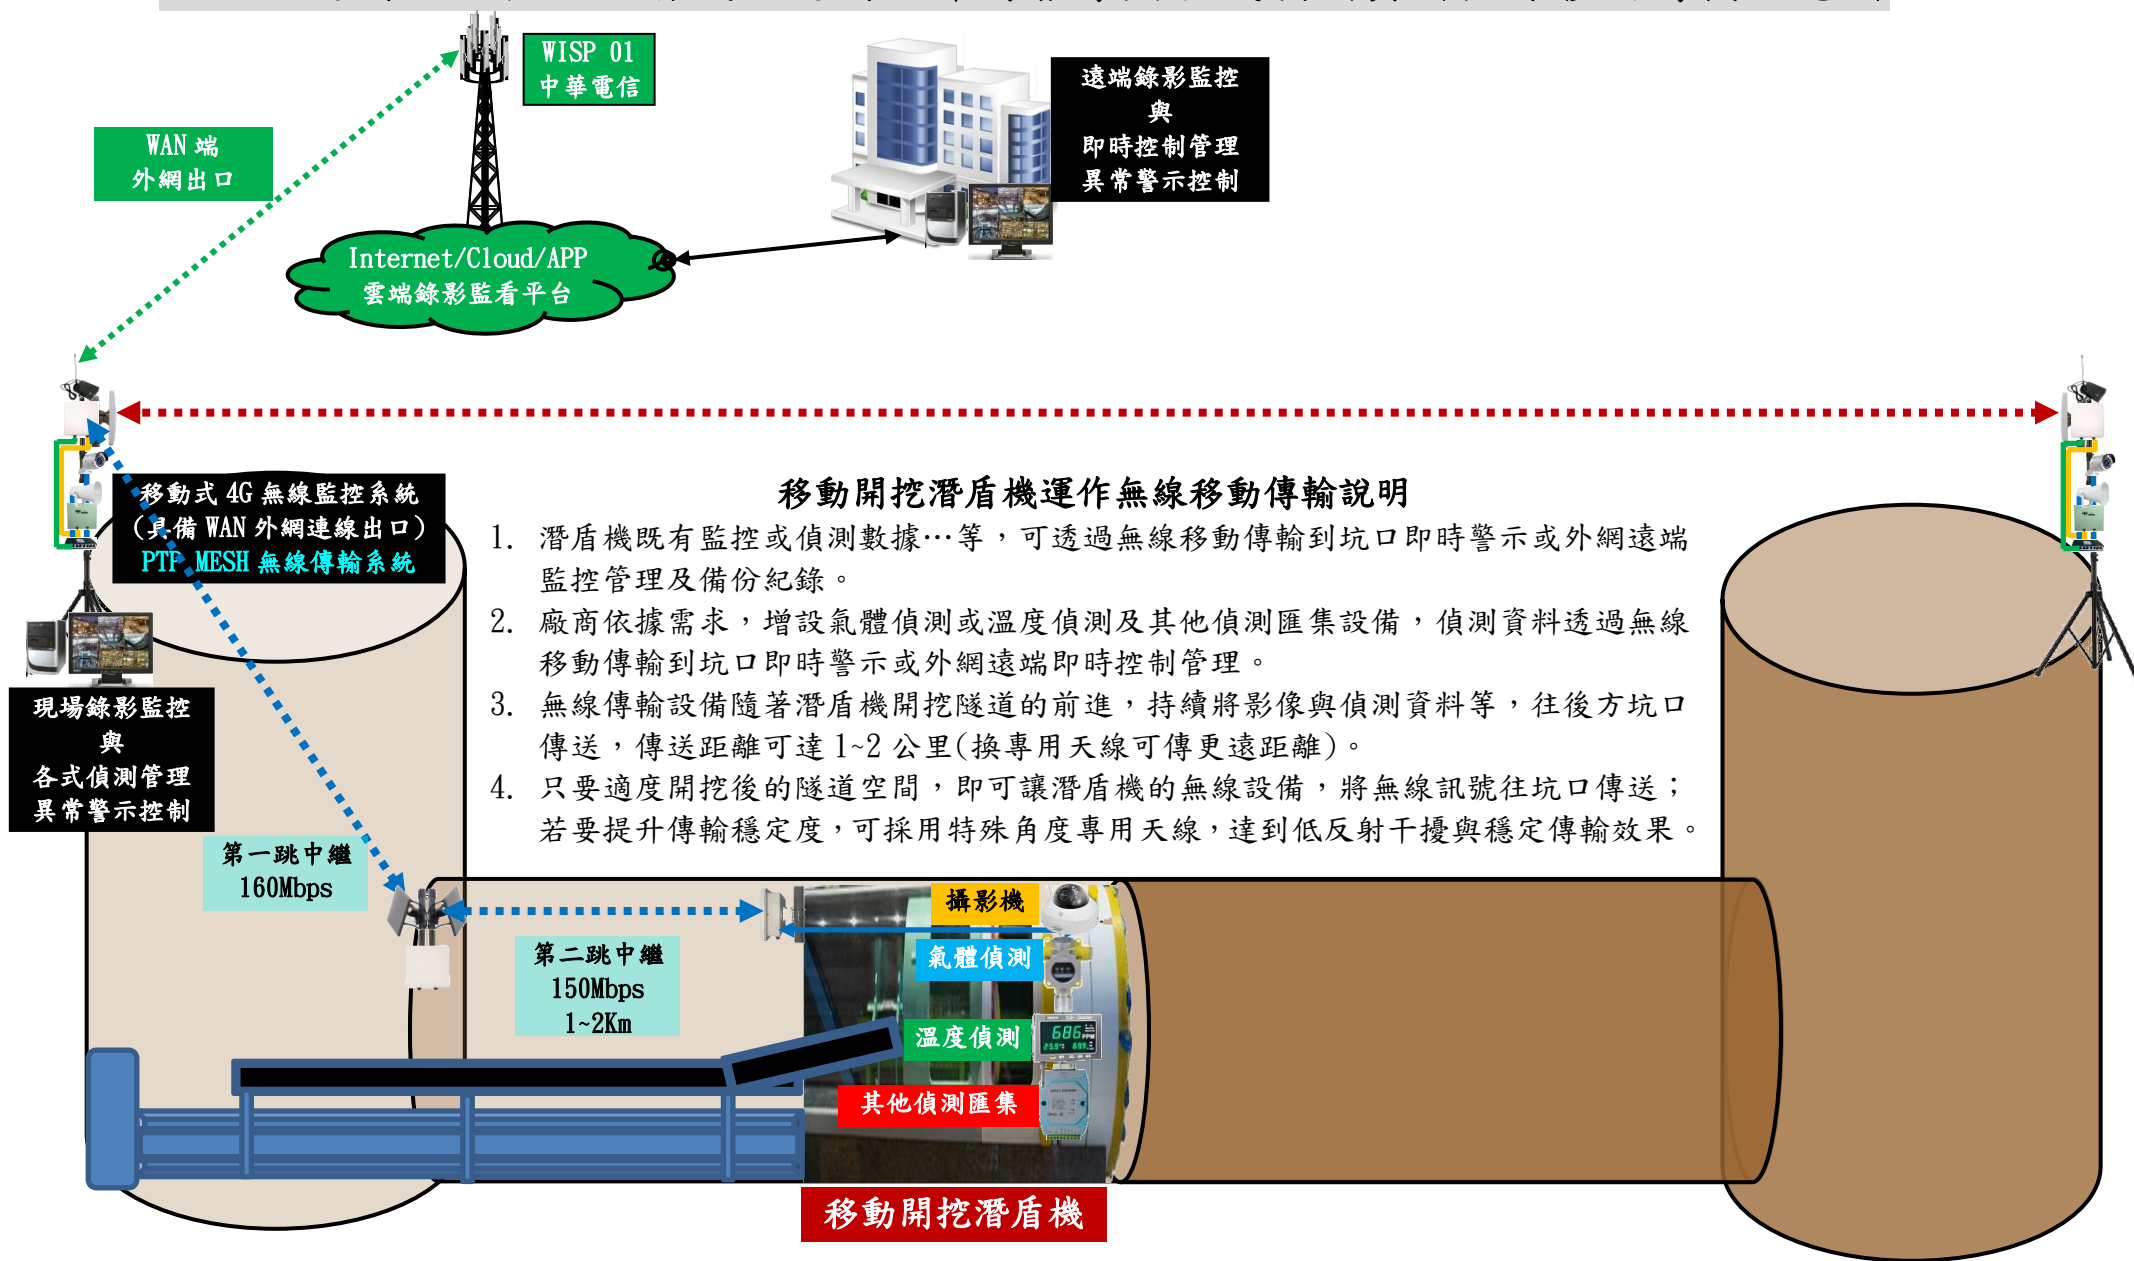 WISP 01
中華電信
遠端錄影監控
與
即時控制管理
異常警示控制
WAN 端
外網出口
Internet/Cloud/APP
雲端錄影監看平台
移動式 4G 無線監控系統
(具備 WAN 外網連線出口)
PTP MESH 無線傳輸系統
移動開挖潛盾機運作無線移動傳輸說明
1. 潛盾機既有監控或偵測數據…等，可透過無線移動傳輸到坑口即時警示或外網遠端
監控管理及備份紀錄。
2. 廠商依據需求，增設氣體偵測或溫度偵測及其他偵測匯集設備，偵測資料透過無線
移動傳輸到坑口即時警示或外網遠端即時控制管理。
3. 無線傳輸設備隨著潛盾機開挖隧道的前進，持續將影像與偵測資料等，往後方坑口
傳送，傳送距離可達 1~2 公里(換專用天線可傳更遠距離)。
4. 只要適度開挖後的隧道空間，即可讓潛盾機的無線設備，將無線訊號往坑口傳送；
若要提升傳輸穩定度，可採用特殊角度專用天線，達到低反射干擾與穩定傳輸效果。
現場錄影監控
與
各式偵測管理
異常警示控制
第一跳中繼
160Mbps
第二跳中繼
150Mbps
1~2Km
攝影機
氣體偵測
溫度偵測
686 PPM
其他偵測匯集
移動開挖潛盾機